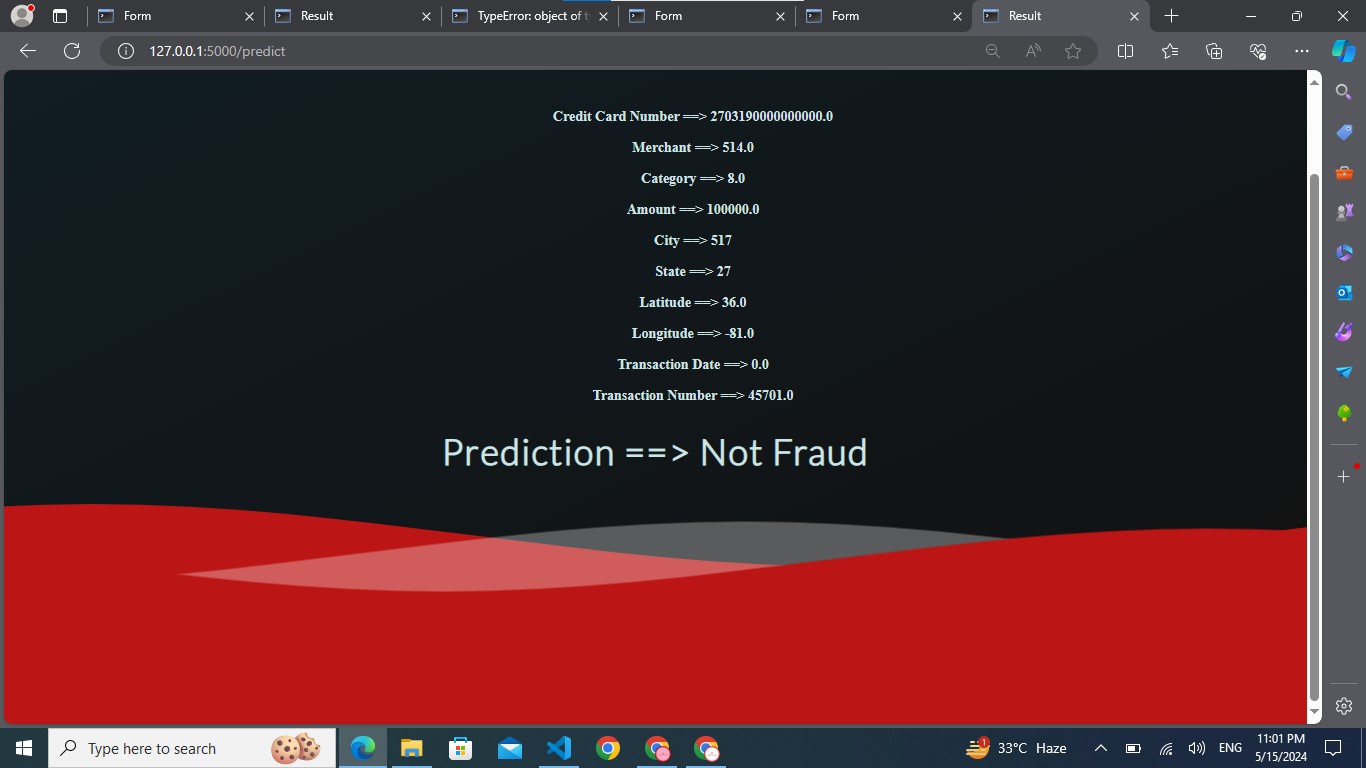 Form
Result
TypeError: object of t
Form
Form
Result
127.0.0.1:5000/predict
Credit Card Number ==> 2703190000000000.0
Merchant ==> 514.0
Category ==> 8.0
Amount ==> 100000.0
City ==> 517
State ==> 27
Latitude ==> 36.0
Longitude ==> -81.0
Transaction Date ==> 0.0
Transaction Number ==> 45701.0
Prediction ==> Not Fraud
Type here to search
1
33°C Haze
ENG
11:01 PM
5/15/2024